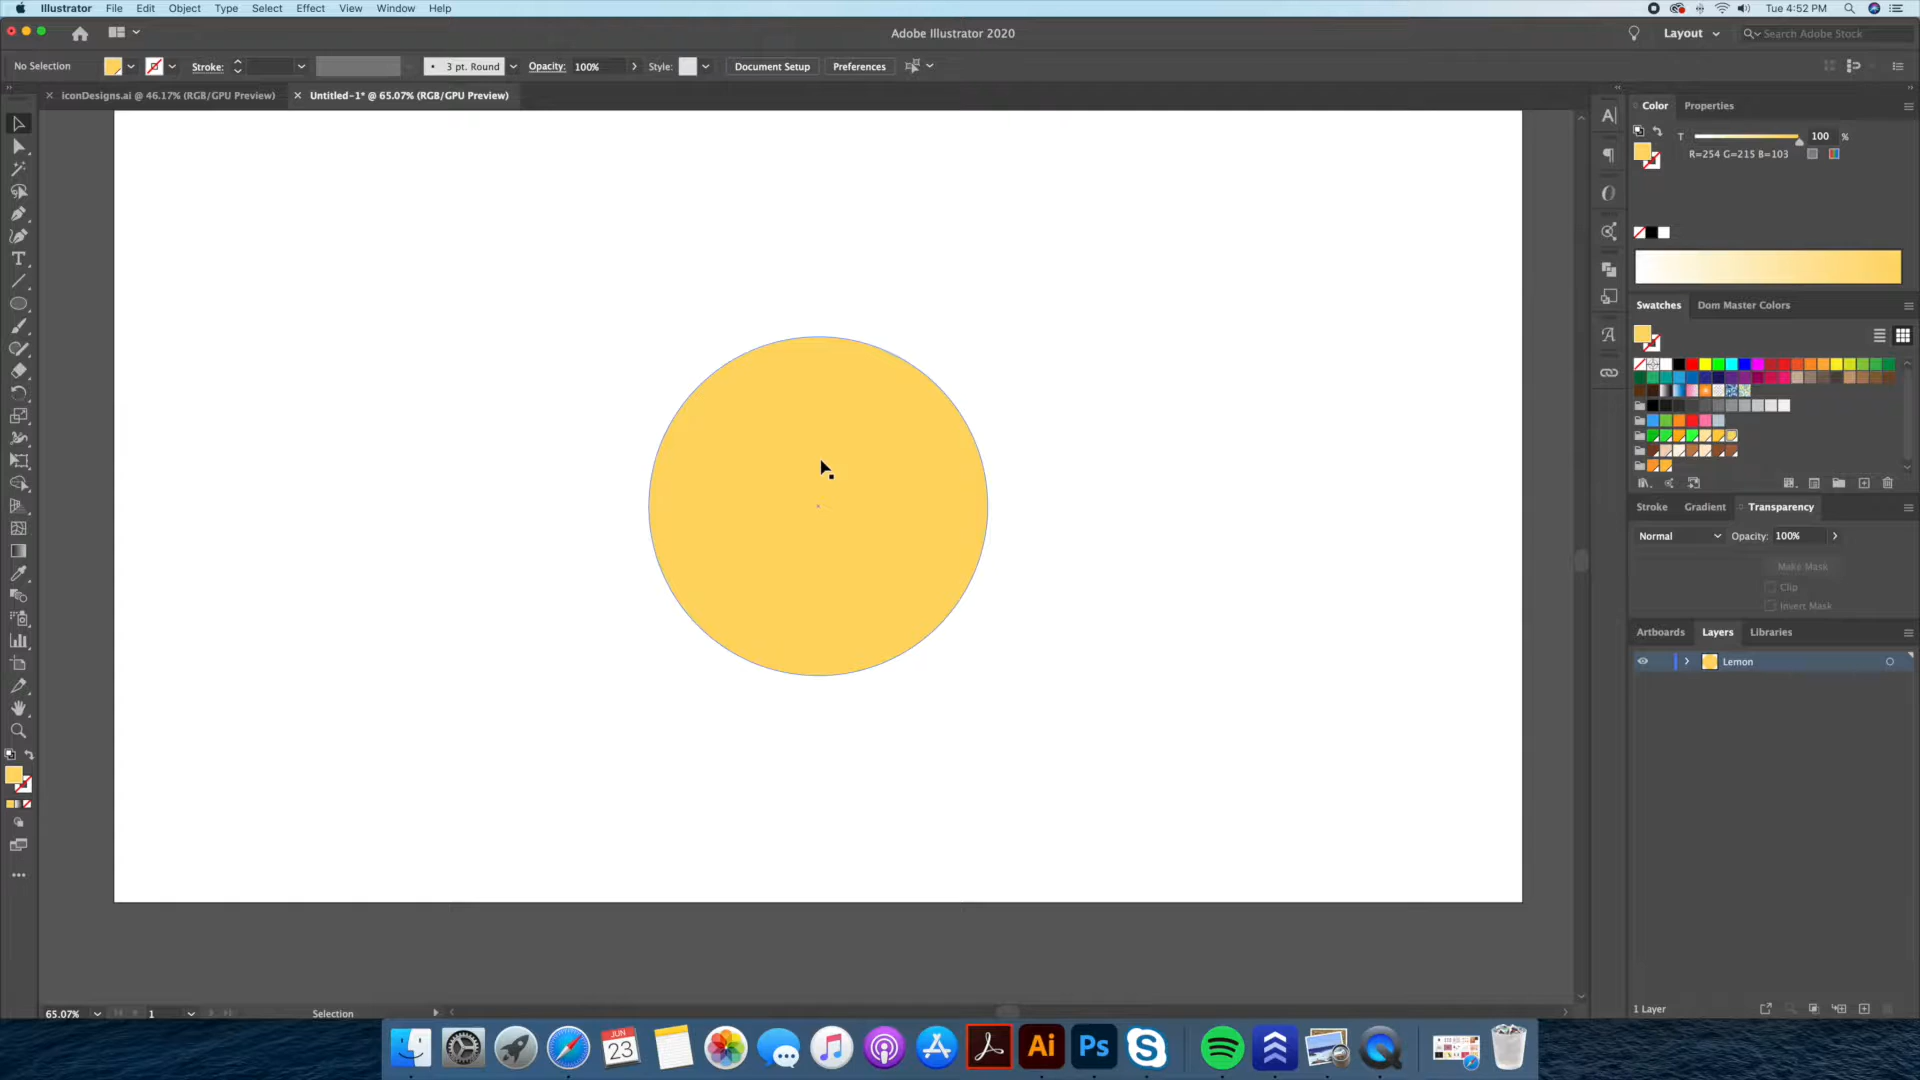 Illustrator File Edit Object Type Select Effect View Window Help
Tue 4:52 PM
Adobe Illustrator 2020
Layout
Search Adobe Stock
No Selection
Stroke:
3 pt. Round
Opacity: 100%
Style:
Document Setup
Preferences
iconDesigns.ai @ 46.17% (RGB/GPU Preview)
Untitled-1* @ 65.07% (RGB/GPU Preview)
Color
Properties
T
100 %
R=254 G=215 B=103
Swatches
Dom Master Colors
Stroke
Gradient
Transparency
Normal
Opacity: 100%
Make Mask
Clip
Invert Mask
Artboards
Layers
Libraries
Lemon
1 Layer
65.07%
1
Selection
JUN
23
Ai
Ps